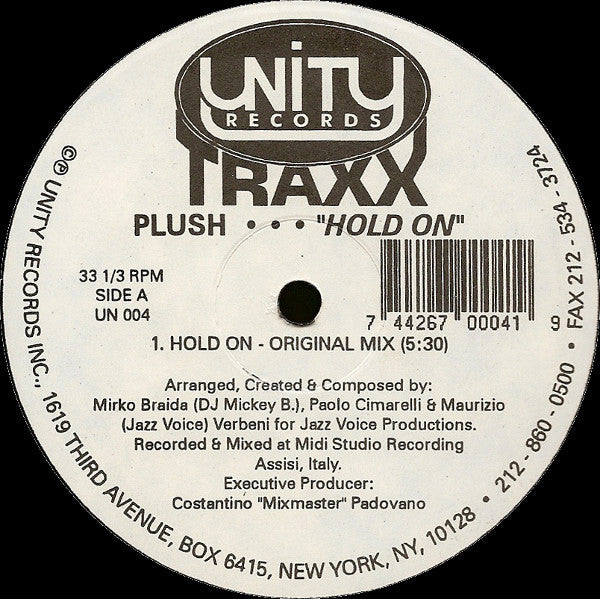 UNITY
RECORDS
TRAXX
PLUSH • • • "HOLD ON"
33 1/3 RPM
SIDE A
UN 004
7 44267 00041 9
1. HOLD ON - ORIGINAL MIX (5:30)
Arranged, Created & Composed by:
Mirko Braida (DJ Mickey B.), Paolo Cimarelli & Maurizio
(Jazz Voice) Verbeni for Jazz Voice Productions.
Recorded & Mixed at Midi Studio Recording
Assisi, Italy.
Executive Producer:
Costantino "Mixmaster" Padovano
©℗ UNITY RECORDS INC., 1619 THIRD AVENUE, BOX 6415, NEW YORK, NY, 10128 • 212-860-0500 • FAX 212-534-3724